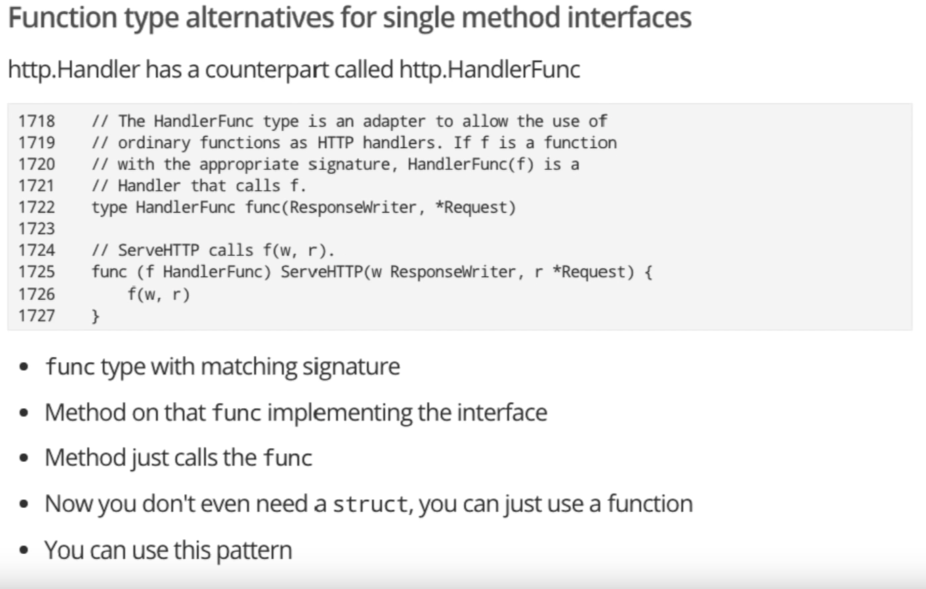 Function type alternatives for single method interfaces
http.Handler has a counterpart called http.HandlerFunc
1718 // The HandlerFunc type is an adapter to allow the use of
1719 // ordinary functions as HTTP handlers. If f is a function
1720 // with the appropriate signature, HandlerFunc(f) is a
1721 // Handler that calls f.
1722 type HandlerFunc func(ResponseWriter, *Request)
1723
1724 // ServeHTTP calls f(w, r).
1725 func (f HandlerFunc) ServeHTTP(w ResponseWriter, r *Request) {
1726 f(w, r)
1727 }
• func type with matching signature
• Method on that func implementing the interface
• Method just calls the func
• Now you don't even need a struct, you can just use a function
• You can use this pattern